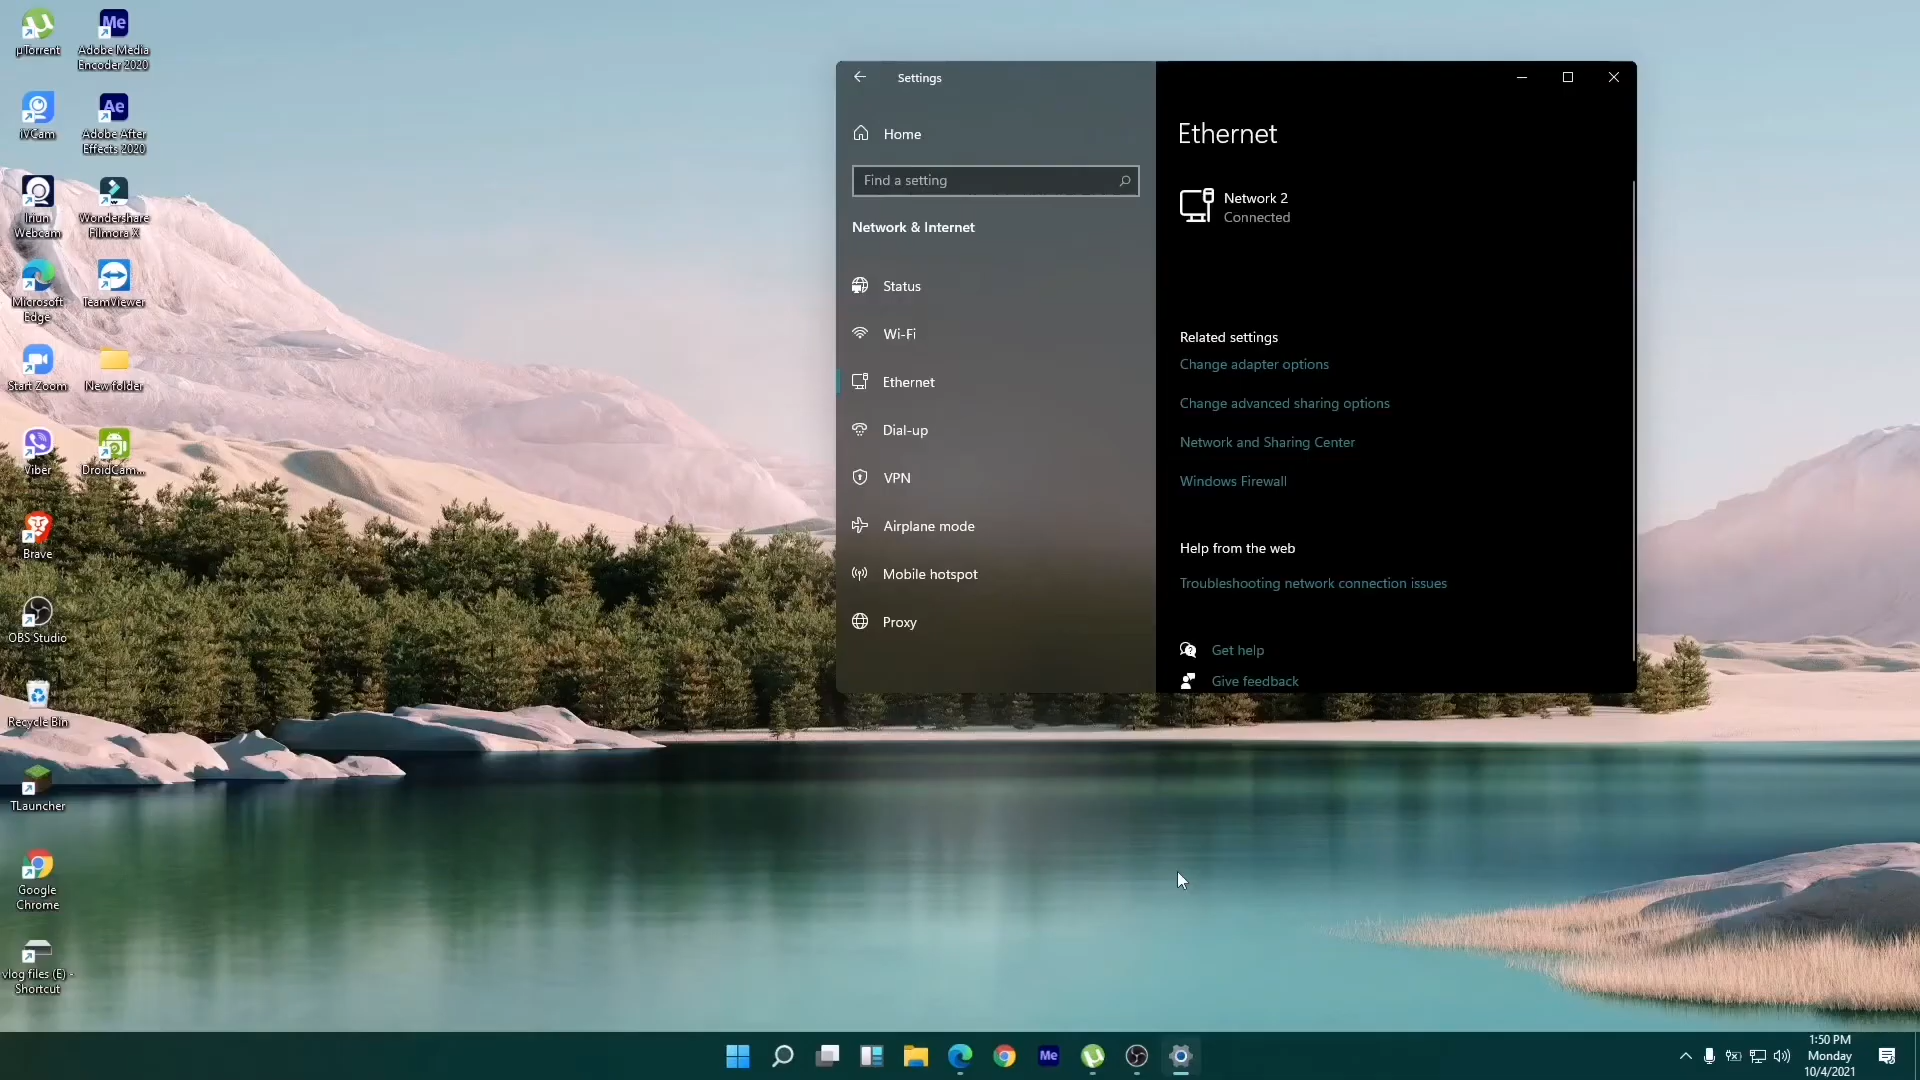 µTorrent
Adobe Media
Encoder 2020
iVCam
Adobe After
Effects 2020
Iriun
Webcam
Wondershare
Filmora X
Microsoft
Edge
TeamViewer
Start Zoom
New folder
Viber
DroidCam...
Brave
OBS Studio
Recycle Bin
TLauncher
Google
Chrome
vlog files (E) -
Shortcut
Me
Ae
Settings
Home
Find a setting
Network & Internet
Status
Wi-Fi
Ethernet
Dial-up
VPN
Airplane mode
Mobile hotspot
Proxy
Ethernet
Network 2
Connected
Related settings
Change adapter options
Change advanced sharing options
Network and Sharing Center
Windows Firewall
Help from the web
Troubleshooting network connection issues
Get help
Give feedback
Me
1:50 PM
Monday
10/4/2021